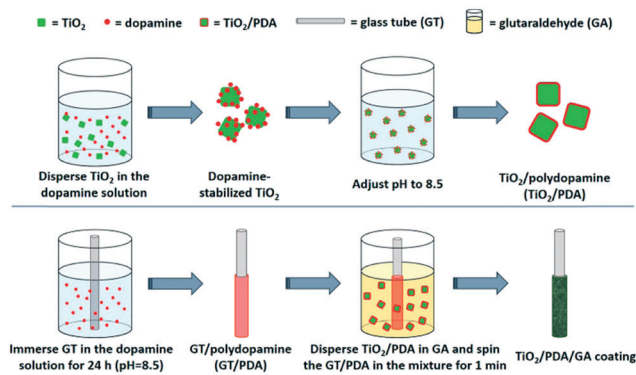 = TiO₂ = dopamine = TiO₂/PDA = glass tube (GT) = glutaraldehyde (GA)
Disperse TiO₂ in the
dopamine solution
Dopamine-
stabilized TiO₂
Adjust pH to 8.5
TiO₂/polydopamine
(TiO₂/PDA)
Immerse GT in the dopamine
solution for 24 h (pH=8.5)
GT/polydopamine
(GT/PDA)
Disperse TiO₂/PDA in GA and spin
the GT/PDA in the mixture for 1 min
TiO₂/PDA/GA coating